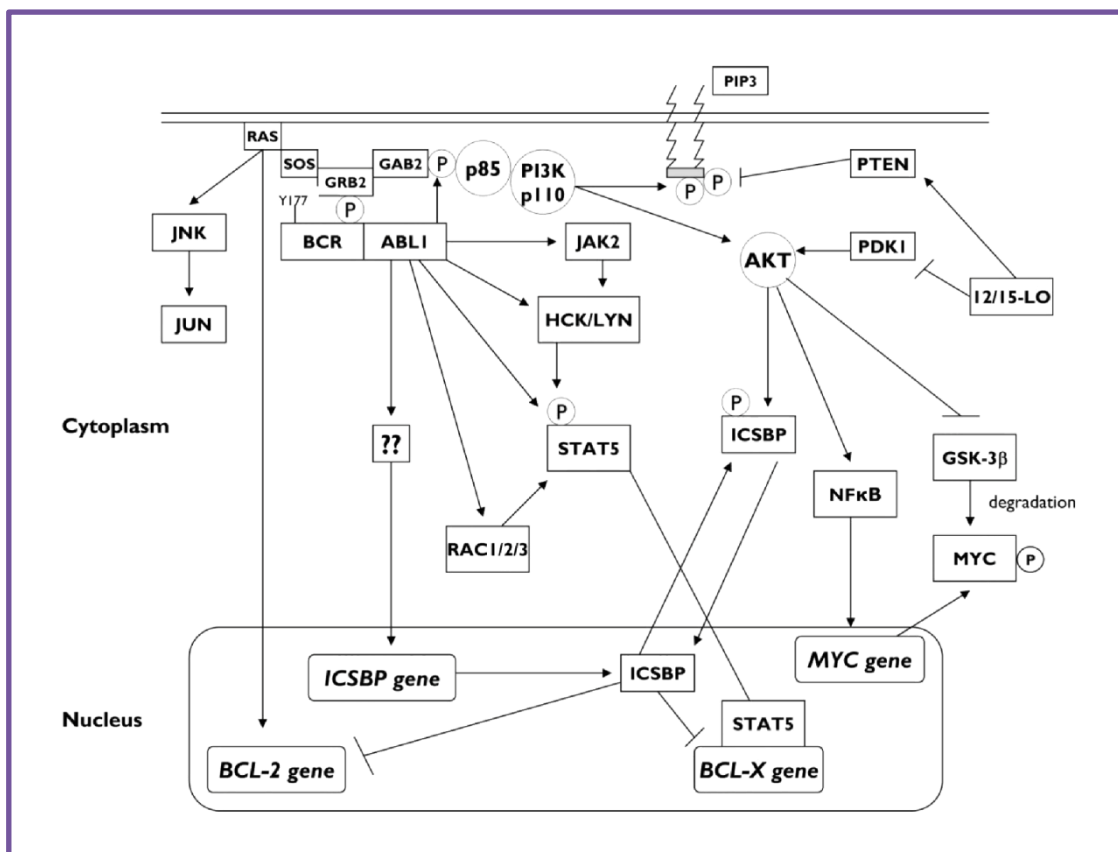 PIP3
RAS
SOS
GAB2
P
p85
PI3K
p110
PTEN
GRB2
P
P
P
Y177
BCR
ABL1
JAK2
JNK
AKT
PDK1
12/15-LO
HCK/LYN
JUN
Cytoplasm
P
P
??
STAT5
ICSBP
GSK-3β
NFκB
degradation
RAC1/2/3
MYC
P
ICSBP gene
ICSBP
MYC gene
Nucleus
STAT5
BCL-2 gene
BCL-X gene